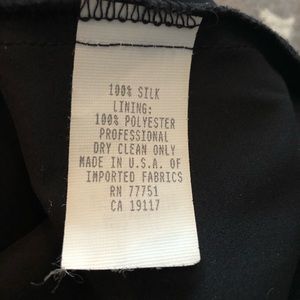 100% SILK
LINING:
100% POLYESTER
PROFESSIONAL
DRY CLEAN ONLY
MADE IN U.S.A. OF
IMPORTED FABRICS
RN 77751
CA 19117